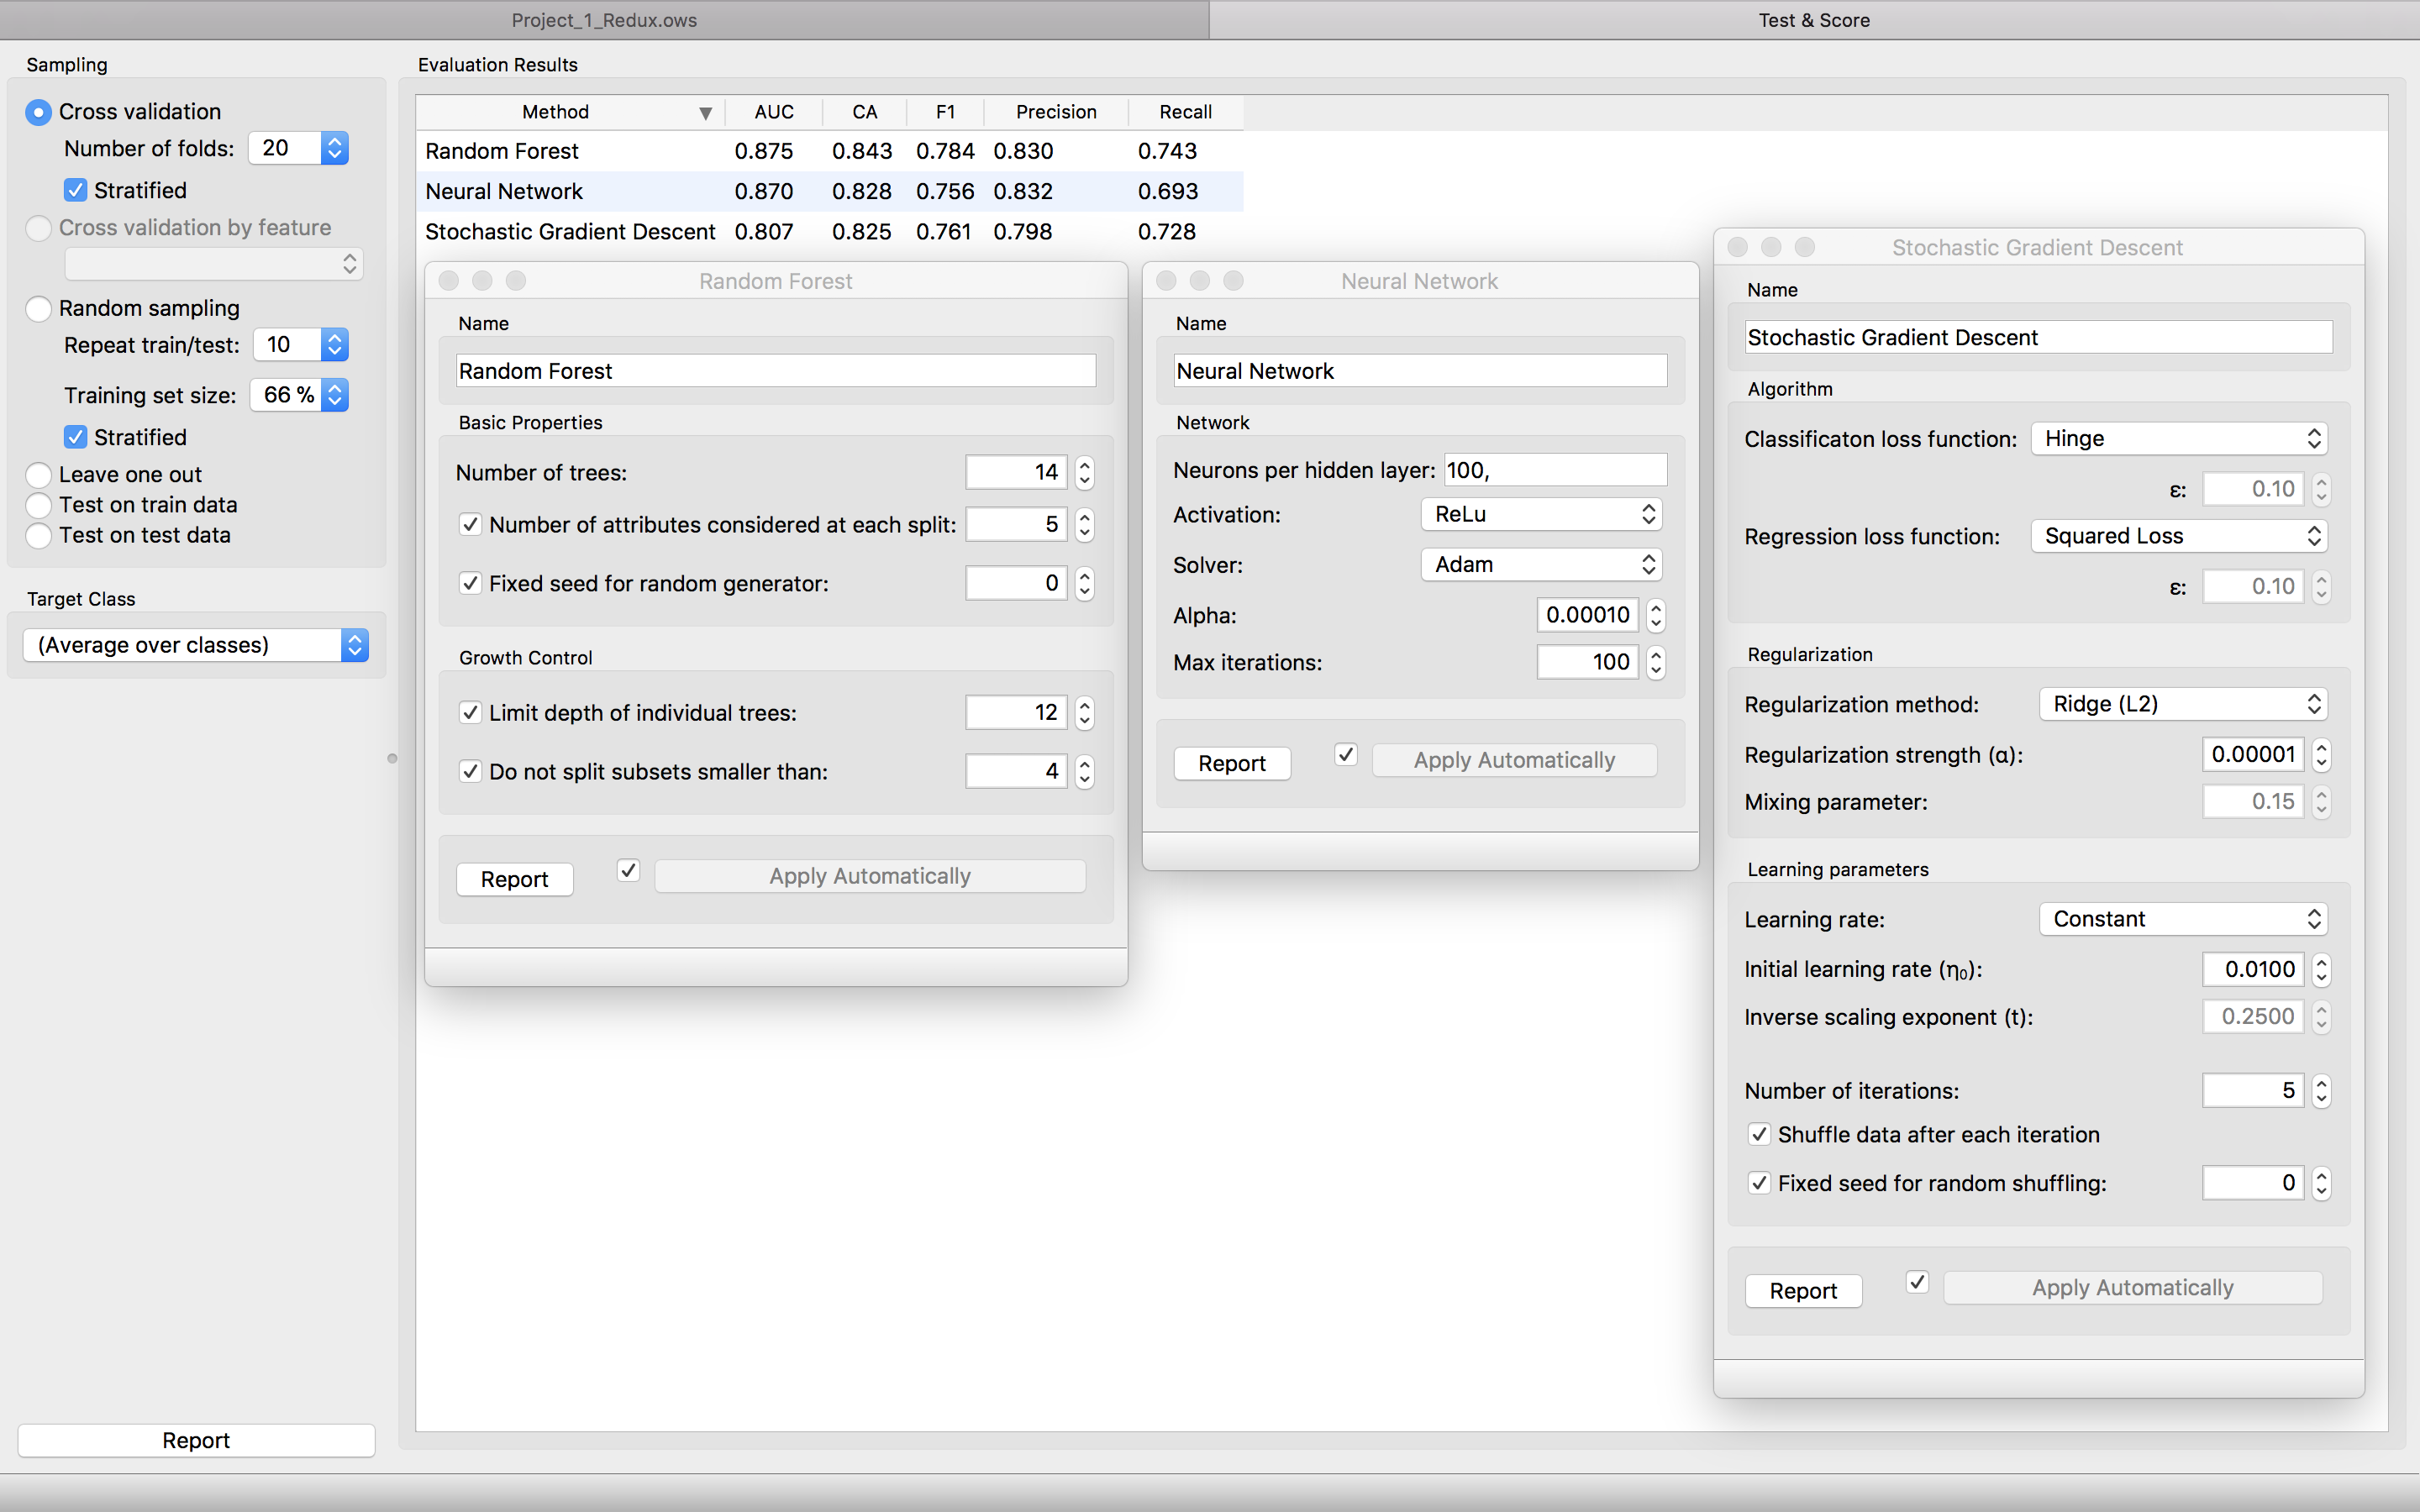 Project_1_Redux.ows
Test & Score
Sampling
Cross validation
Number of folds: 20
Stratified
Cross validation by feature
Random sampling
Repeat train/test: 10
Training set size: 66 %
Stratified
Leave one out
Test on train data
Test on test data
Target Class
(Average over classes)
Report
Evaluation Results
Method AUC CA F1 Precision Recall
Random Forest 0.875 0.843 0.784 0.830 0.743
Neural Network 0.870 0.828 0.756 0.832 0.693
Stochastic Gradient Descent 0.807 0.825 0.761 0.798 0.728
Random Forest
Name
Random Forest
Basic Properties
Number of trees: 14
Number of attributes considered at each split: 5
Fixed seed for random generator: 0
Growth Control
Limit depth of individual trees: 12
Do not split subsets smaller than: 4
Report Apply Automatically
Neural Network
Name
Neural Network
Network
Neurons per hidden layer: 100,
Activation: ReLu
Solver: Adam
Alpha: 0.00010
Max iterations: 100
Report Apply Automatically
Stochastic Gradient Descent
Name
Stochastic Gradient Descent
Algorithm
Classificaton loss function: Hinge
ε: 0.10
Regression loss function: Squared Loss
ε: 0.10
Regularization
Regularization method: Ridge (L2)
Regularization strength (α): 0.00001
Mixing parameter: 0.15
Learning parameters
Learning rate: Constant
Initial learning rate (η₀): 0.0100
Inverse scaling exponent (t): 0.2500
Number of iterations: 5
Shuffle data after each iteration
Fixed seed for random shuffling: 0
Report Apply Automatically